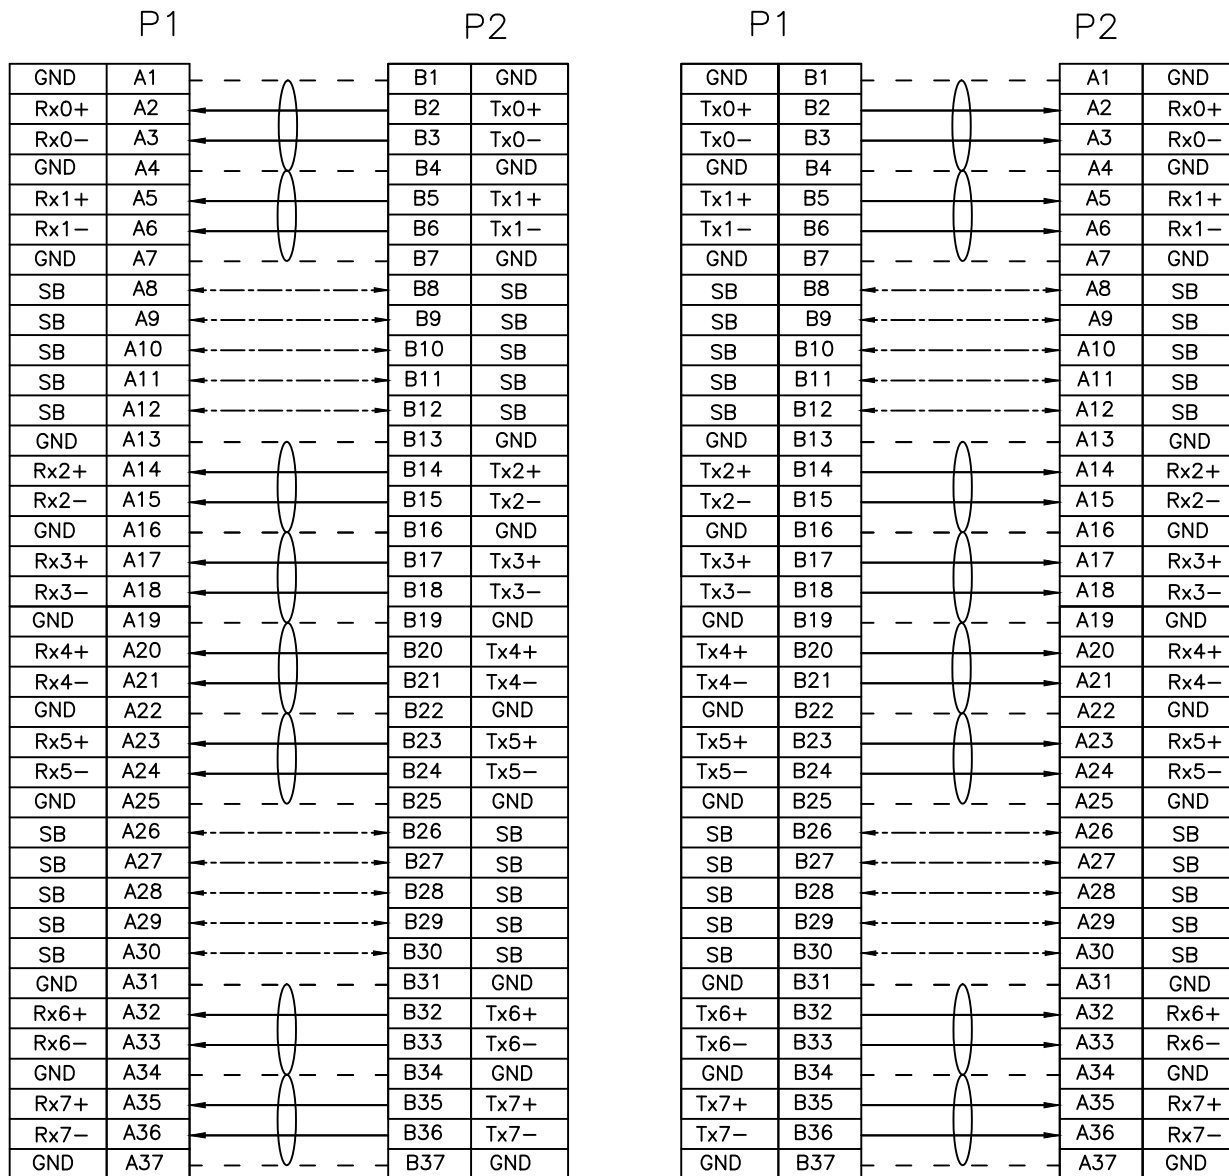 P1 P2 P1 P2
GND A1 B1 GND GND B1 A1 GND
Rx0+ A2 B2 Tx0+ Tx0+ B2 A2 Rx0+
Rx0- A3 B3 Tx0- Tx0- B3 A3 Rx0-
GND A4 B4 GND GND B4 A4 GND
Rx1+ A5 B5 Tx1+ Tx1+ B5 A5 Rx1+
Rx1- A6 B6 Tx1- Tx1- B6 A6 Rx1-
GND A7 B7 GND GND B7 A7 GND
SB A8 B8 SB SB B8 A8 SB
SB A9 B9 SB SB B9 A9 SB
SB A10 B10 SB SB B10 A10 SB
SB A11 B11 SB SB B11 A11 SB
SB A12 B12 SB SB B12 A12 SB
GND A13 B13 GND GND B13 A13 GND
Rx2+ A14 B14 Tx2+ Tx2+ B14 A14 Rx2+
Rx2- A15 B15 Tx2- Tx2- B15 A15 Rx2-
GND A16 B16 GND GND B16 A16 GND
Rx3+ A17 B17 Tx3+ Tx3+ B17 A17 Rx3+
Rx3- A18 B18 Tx3- Tx3- B18 A18 Rx3-
GND A19 B19 GND GND B19 A19 GND
Rx4+ A20 B20 Tx4+ Tx4+ B20 A20 Rx4+
Rx4- A21 B21 Tx4- Tx4- B21 A21 Rx4-
GND A22 B22 GND GND B22 A22 GND
Rx5+ A23 B23 Tx5+ Tx5+ B23 A23 Rx5+
Rx5- A24 B24 Tx5- Tx5- B24 A24 Rx5-
GND A25 B25 GND GND B25 A25 GND
SB A26 B26 SB SB B26 A26 SB
SB A27 B27 SB SB B27 A27 SB
SB A28 B28 SB SB B28 A28 SB
SB A29 B29 SB SB B29 A29 SB
SB A30 B30 SB SB B30 A30 SB
GND A31 B31 GND GND B31 A31 GND
Rx6+ A32 B32 Tx6+ Tx6+ B32 A32 Rx6+
Rx6- A33 B33 Tx6- Tx6- B33 A33 Rx6-
GND A34 B34 GND GND B34 A34 GND
Rx7+ A35 B35 Tx7+ Tx7+ B35 A35 Rx7+
Rx7- A36 B36 Tx7- Tx7- B36 A36 Rx7-
GND A37 B37 GND GND B37 A37 GND